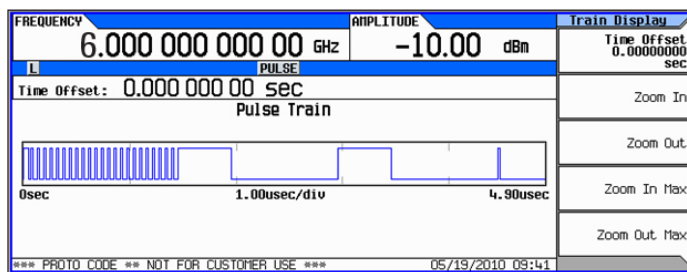 FREQUENCY
6.000 000 000 00 GHz
AMPLITUDE
-10.00 dBm
L
PULSE
Time Offset: 0.000 000 00 sec
Pulse Train
0sec
1.00usec/div
4.90usec
*** PROTO CODE ** NOT FOR CUSTOMER USE ***
05/19/2010 09:41
Train Display
Time Offset
0.00000000
sec
Zoom In
Zoom Out
Zoom In Max
Zoom Out Max